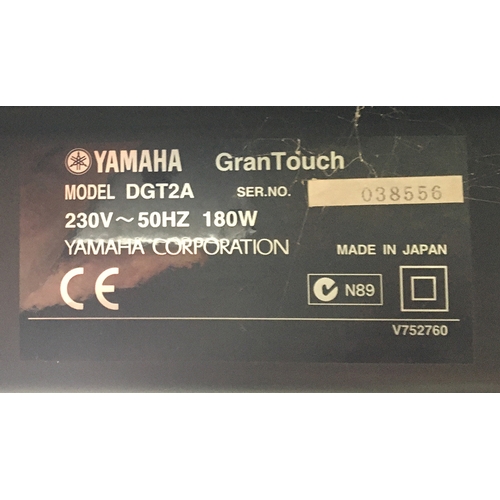 YAMAHA GranTouch
MODEL DGT2A SER.NO. 038556
230V~50HZ 180W
YAMAHA CORPORATION MADE IN JAPAN
CE N89
V752760